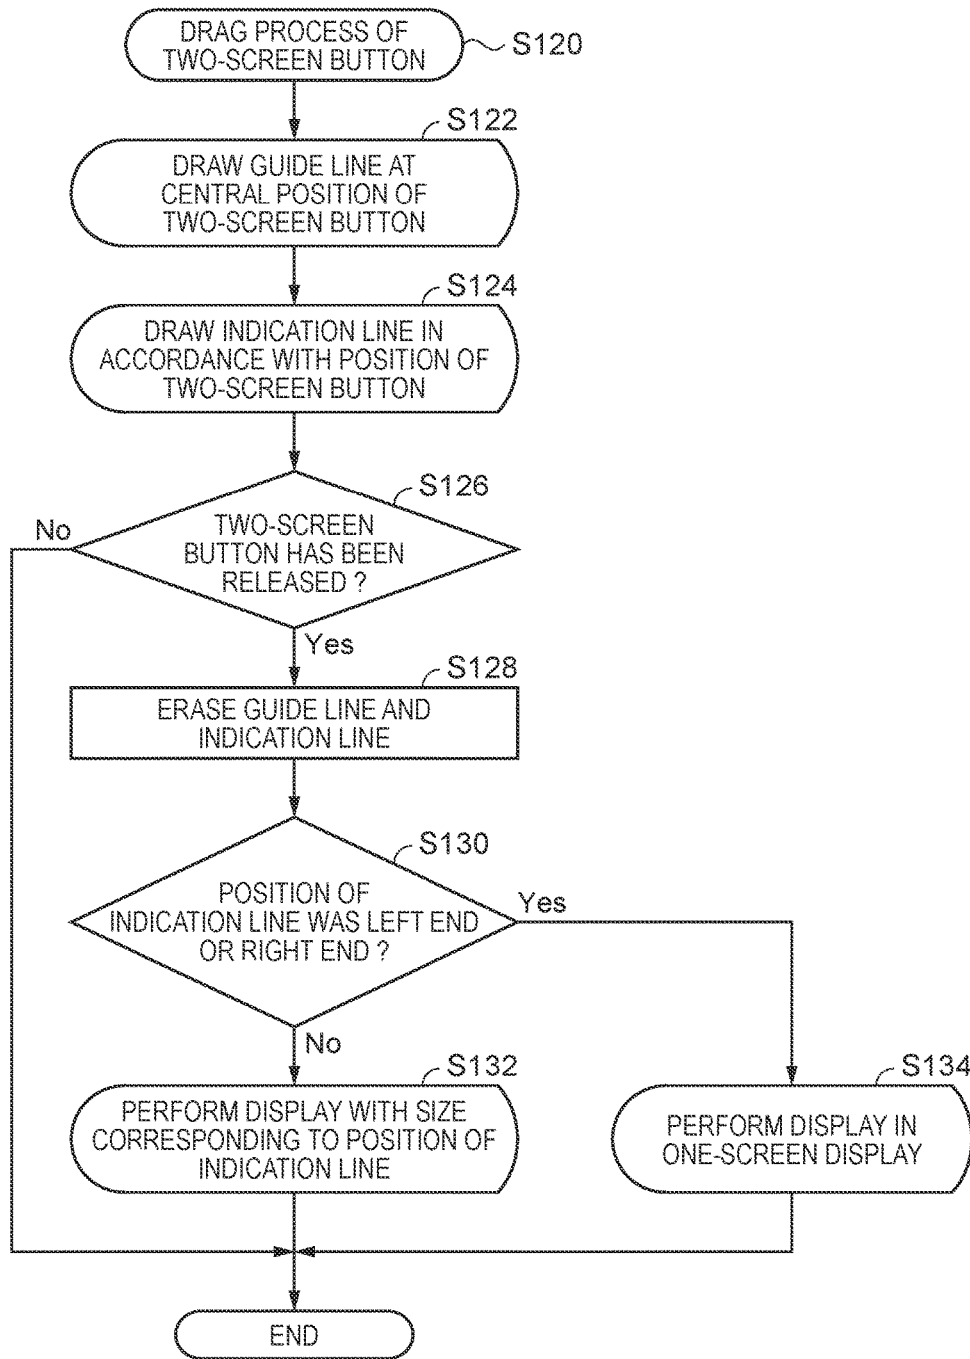 DRAG PROCESS OF
TWO-SCREEN BUTTON
S120
S122
DRAW GUIDE LINE AT
CENTRAL POSITION OF
TWO-SCREEN BUTTON
S124
DRAW INDICATION LINE IN
ACCORDANCE WITH POSITION OF
TWO-SCREEN BUTTON
S126
No
TWO-SCREEN
BUTTON HAS BEEN
RELEASED ?
Yes
S128
ERASE GUIDE LINE AND
INDICATION LINE
S130
POSITION OF
INDICATION LINE WAS LEFT END
OR RIGHT END ?
Yes
No
S132
PERFORM DISPLAY WITH SIZE
CORRESPONDING TO POSITION OF
INDICATION LINE
S134
PERFORM DISPLAY IN
ONE-SCREEN DISPLAY
END